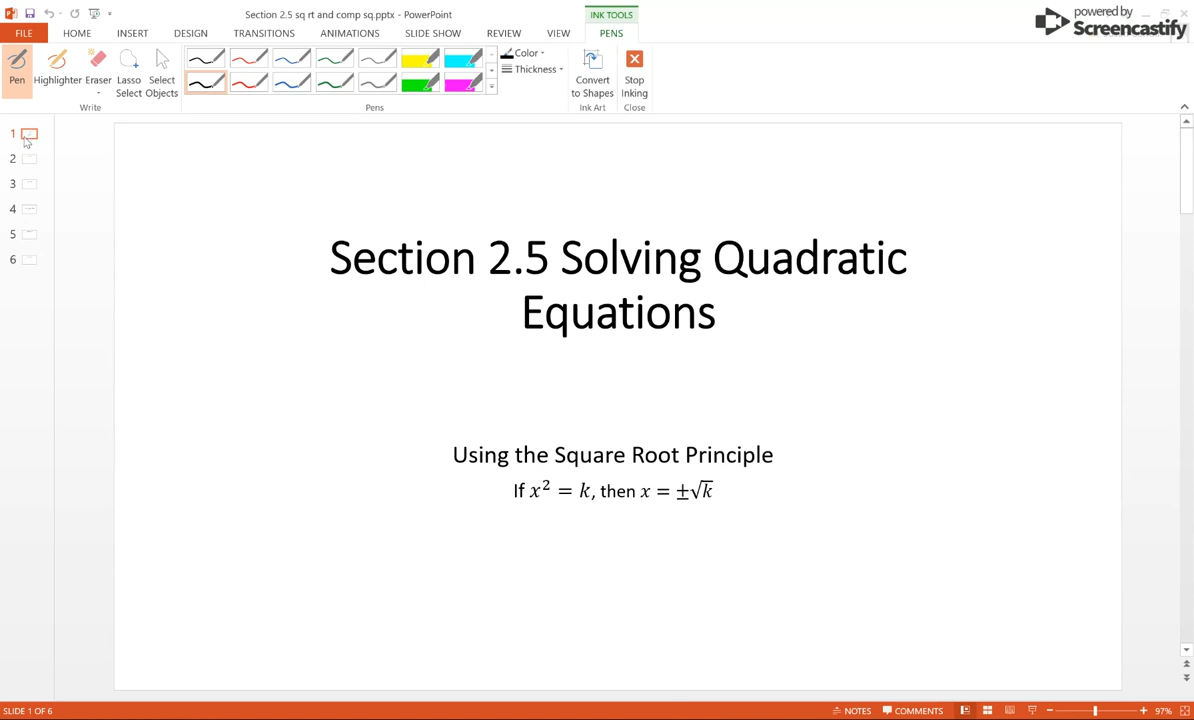 Section 2.5 sq rt and comp sq.pptx - PowerPoint
INK TOOLS
powered by
Screencastify
FILE HOME INSERT DESIGN TRANSITIONS ANIMATIONS SLIDE SHOW REVIEW VIEW PENS
Pen
Highlighter
Eraser
Lasso
Select
Select
Objects
Color
Thickness
Convert
to Shapes
Stop
Inking
Write
Pens
Ink Art
Close
1
2
3
4
5
6
Section 2.5 Solving Quadratic
Equations
Using the Square Root Principle
If x² = k, then x = ±√k
SLIDE 1 OF 6
NOTES
COMMENTS
97%